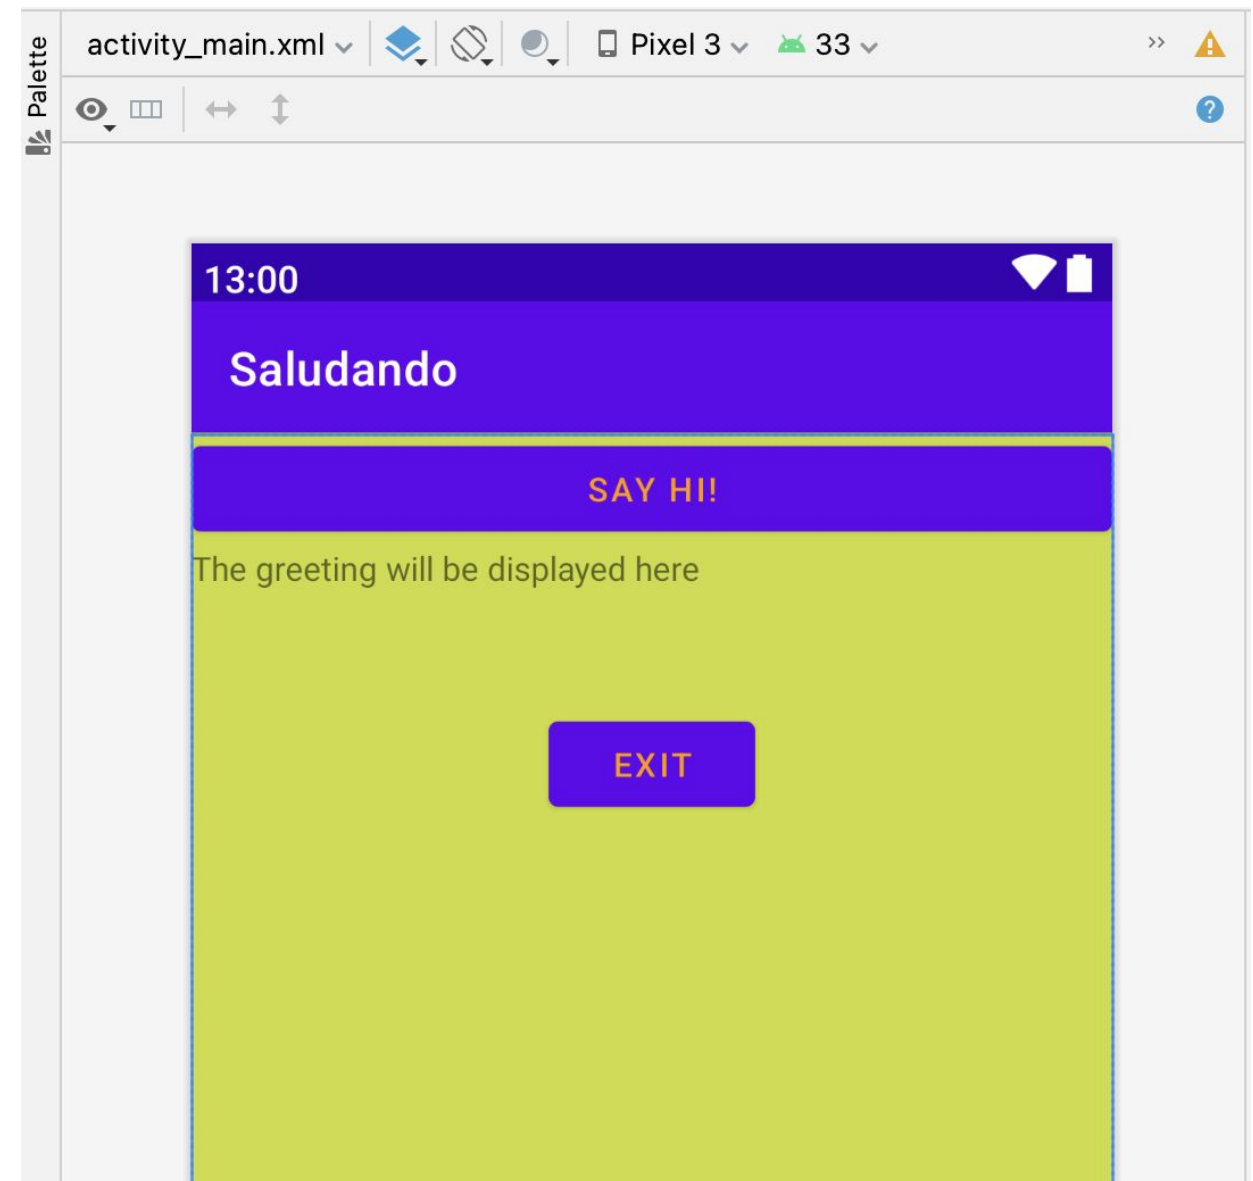 Palette
activity_main.xml Pixel 3 33 >>
?
13:00
Saludando
SAY HI!
The greeting will be displayed here
EXIT